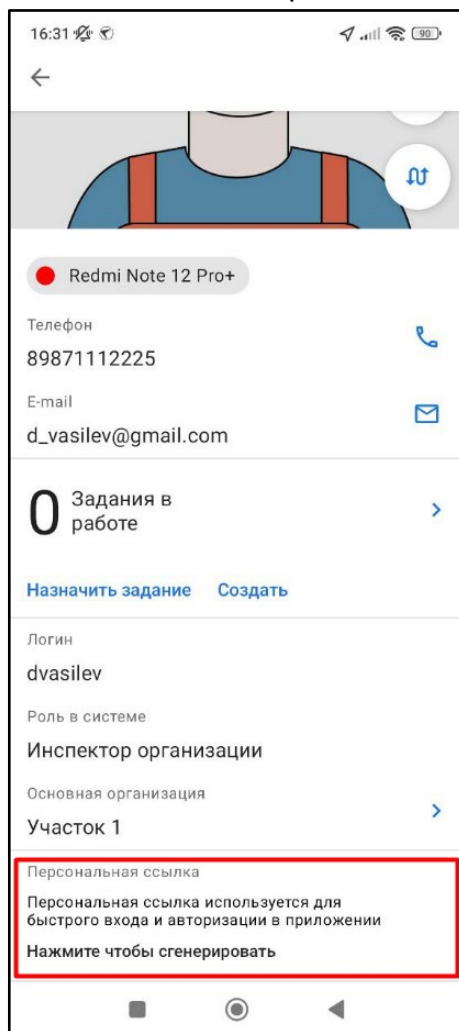 16:31
90
Redmi Note 12 Pro+
Телефон
89871112225
E-mail
d_vasilev@gmail.com
0 Задания в
работе
Назначить задание Создать
Логин
dvasilev
Роль в системе
Инспектор организации
Основная организация
Участок 1
Персональная ссылка
Персональная ссылка используется для
быстрого входа и авторизации в приложении
Нажмите чтобы сгенерировать